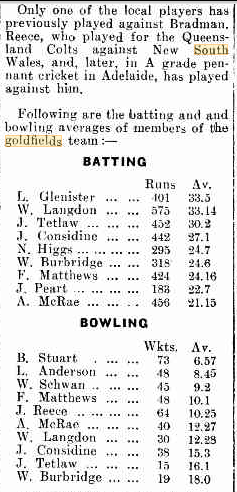 Only one of the local players has
previously played against Bradman.
Reece, who played for the Queens-
land Colts against New South
Wales, and, later, in A grade pen-
nant cricket in Adelaide, has played
against him.
Following are the batting and and
bowling averages of members of the
goldfields team:—
BATTING
Runs Av.
L. Glenister ... ... 401 33.5
W. Langdon ... ... 575 33.14
J. Tetlaw ... ... ... 452 30.2
J. Considine ... ... 442 27.1
N. Higgs ... ... ... 295 24.7
W. Burbridge ... ... 318 24.6
F. Matthews ... ... 424 24.16
J. Peart ... ... ... 183 22.7
A. McRae ... ... ... 456 21.15
BOWLING
Wkts. Av.
B. Stuart . ... ... 73 6.57
L. Anderson ... ... 48 8.45
W. Schwan .. ... ... 45 9.2
F. Matthews ... ... 48 10.1
J. Reece ... ... ... 64 10.25
A. McRae ... ... ... 40 12.27
W. Langdon ... ... 30 12.28
J. Considine ... ... 38 15.3
J. Tetlaw ... ... ... 15 16.1
W. Burbridge ... ... 19 18.0